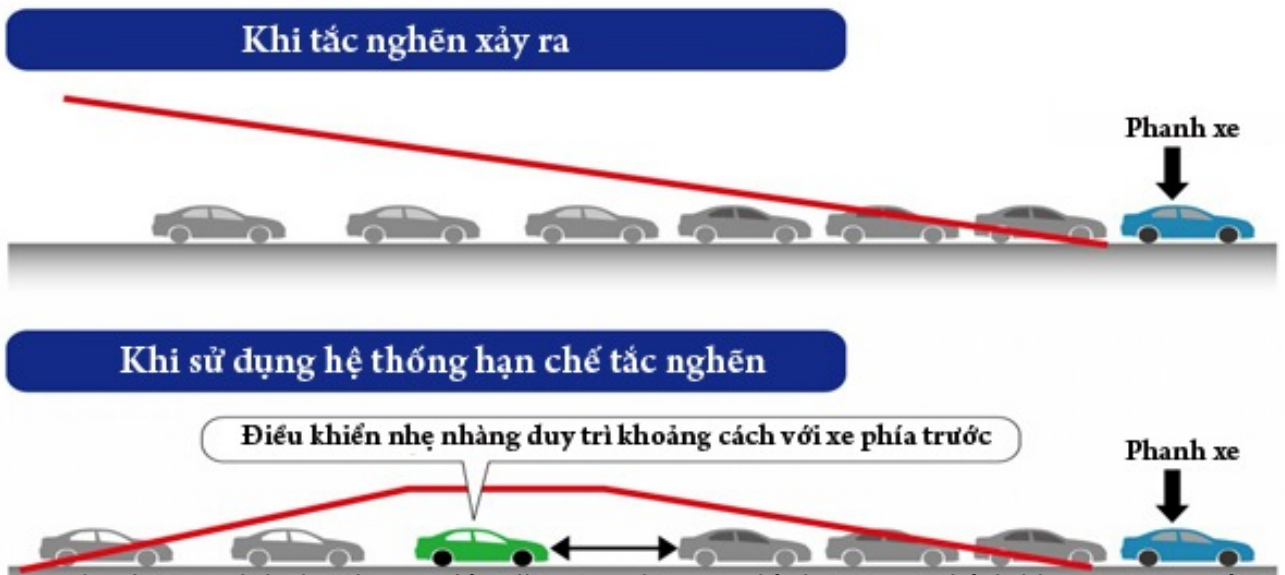 Khi tắc nghẽn xảy ra
Phanh xe
Khi sử dụng hệ thống hạn chế tắc nghẽn
Điều khiển nhẹ nhàng duy trì khoảng cách với xe phía trước
Phanh xe